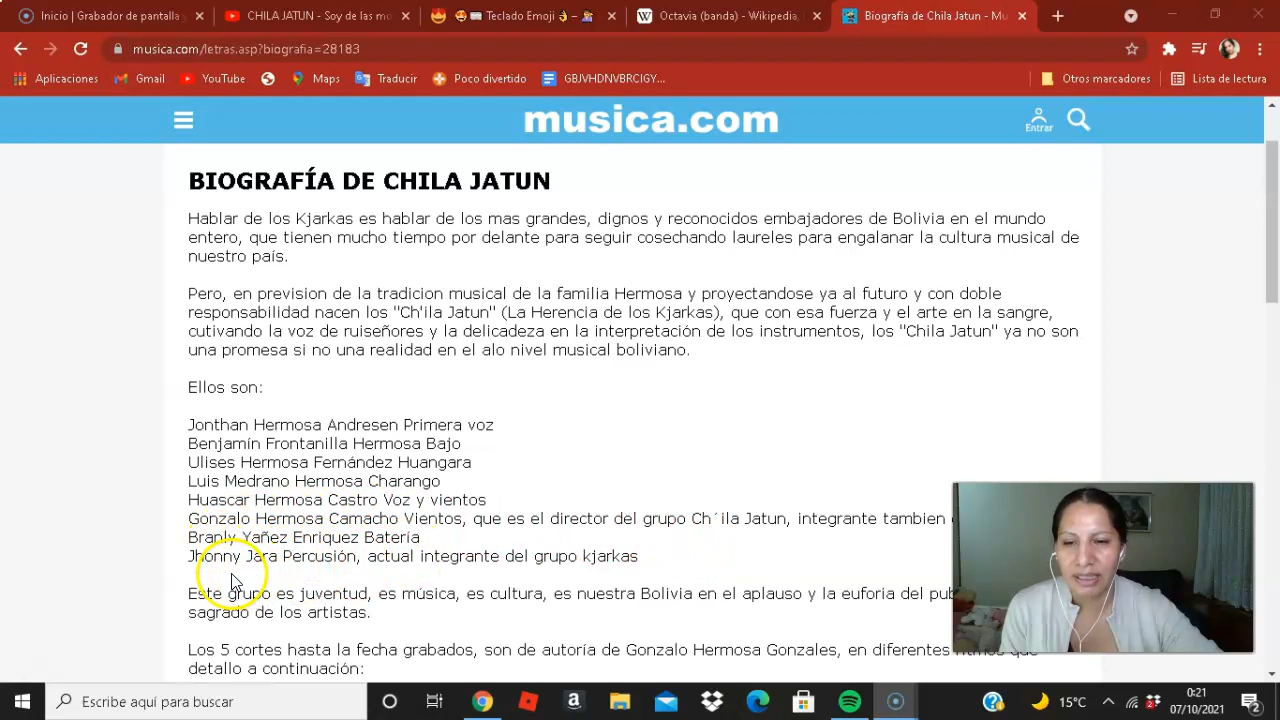 Inicio | Grabador de pantalla y
CHILA JATUN - Soy de las mo
Teclado Emoji
Octavia (banda) - Wikipedia,
Biografía de Chila Jatun - Mu
musica.com/letras.asp?biografia=28183
Aplicaciones
Gmail
YouTube
Maps
Traducir
Poco divertido
GBJVHDNVBRCIGY...
Otros marcadores
Lista de lectura
musica.com
Entrar
BIOGRAFÍA DE CHILA JATUN
Hablar de los Kjarkas es hablar de los mas grandes, dignos y reconocidos embajadores de Bolivia en el mundo
entero, que tienen mucho tiempo por delante para seguir cosechando laureles para engalanar la cultura musical de
nuestro país.
Pero, en prevision de la tradicion musical de la familia Hermosa y proyectandose ya al futuro y con doble
responsabilidad nacen los "Ch'ila Jatun" (La Herencia de los Kjarkas), que con esa fuerza y el arte en la sangre,
cutivando la voz de ruiseñores y la delicadeza en la interpretación de los instrumentos, los "Chila Jatun" ya no son
una promesa si no una realidad en el alo nivel musical boliviano.
Ellos son:
Jonthan Hermosa Andresen Primera voz
Benjamín Frontanilla Hermosa Bajo
Ulises Hermosa Fernández Huangara
Luis Medrano Hermosa Charango
Huascar Hermosa Castro Voz y vientos
Gonzalo Hermosa Camacho Vientos, que es el director del grupo Ch´ila Jatun, integrante tambien
Branly Yañez Enriquez Batería
Jhonny Jara Percusión, actual integrante del grupo kjarkas
Este grupo es juventud, es música, es cultura, es nuestra Bolivia en el aplauso y la euforia del pub
sagrado de los artistas.
Los 5 cortes hasta la fecha grabados, son de autoría de Gonzalo Hermosa Gonzales, en diferentes ritmos que
detallo a continuación:
Escribe aquí para buscar
15°C
0:21
07/10/2021
2